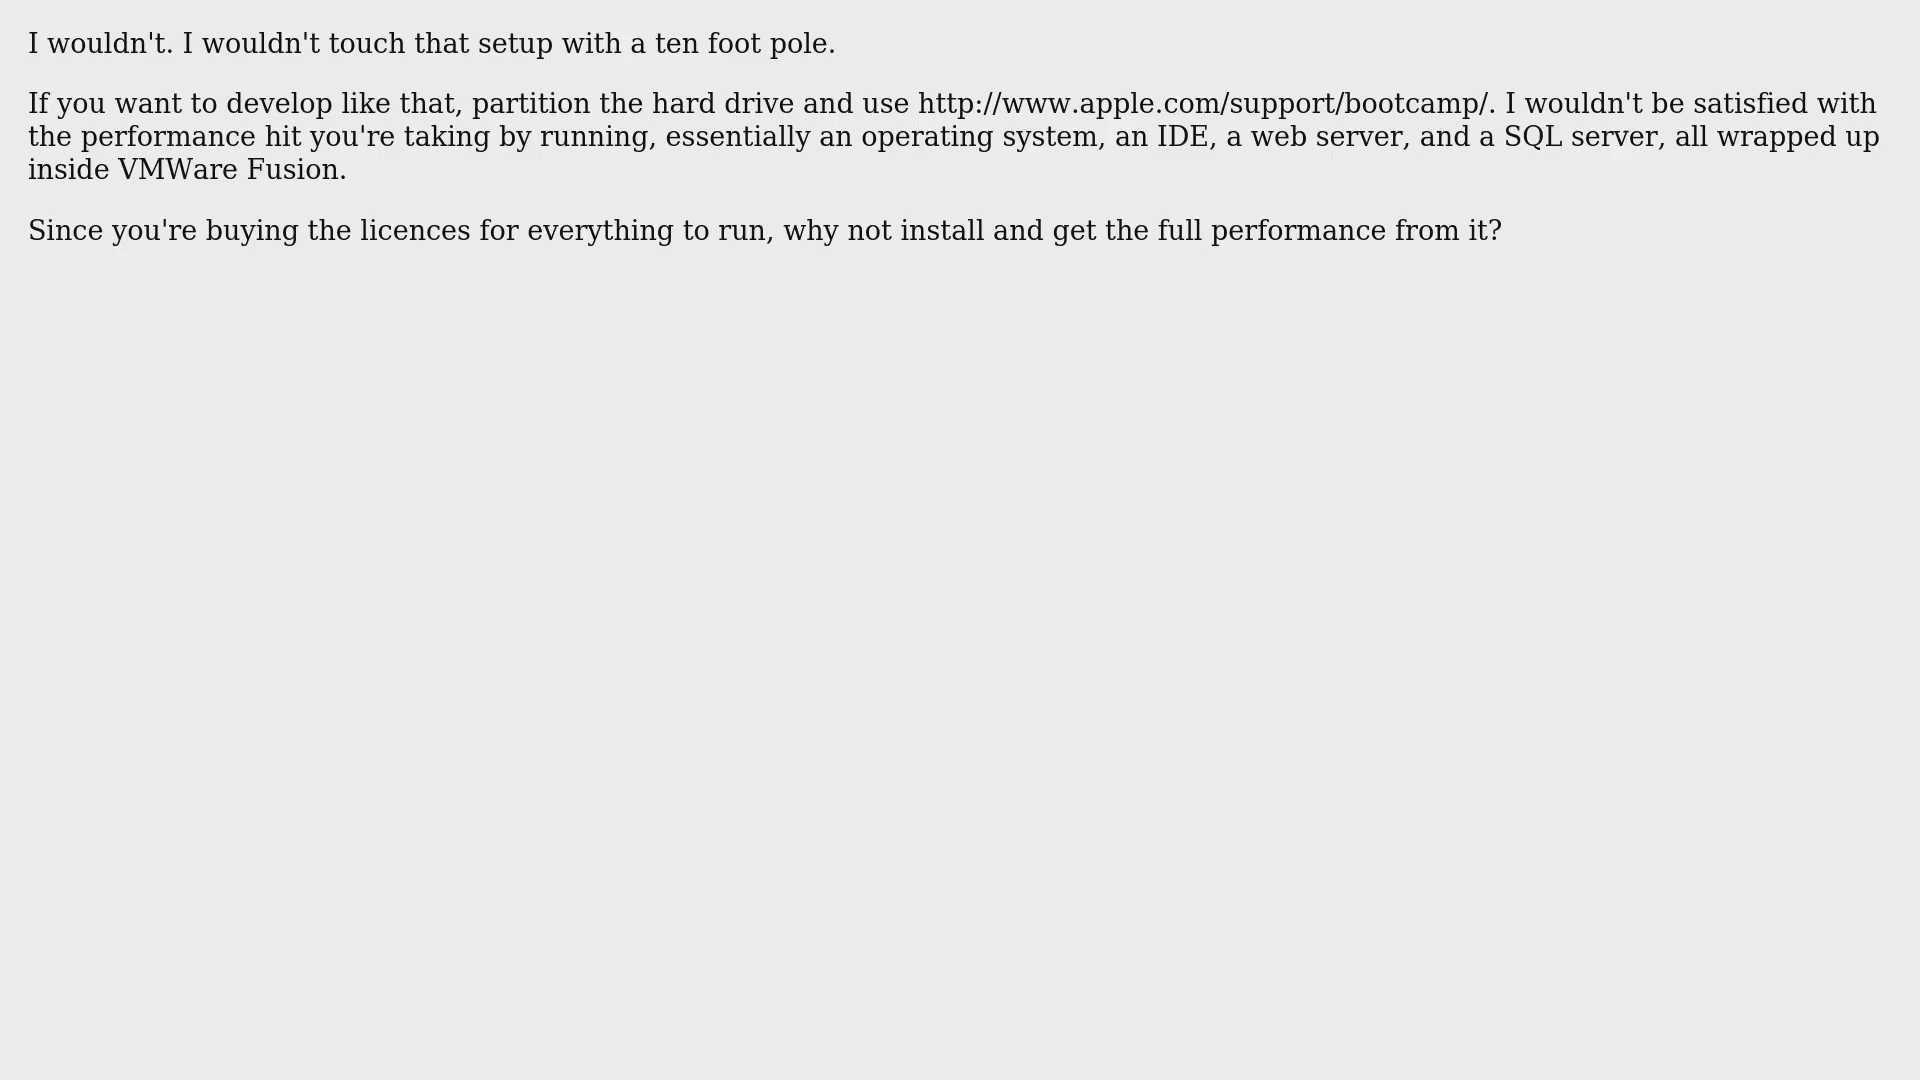 I wouldn't. I wouldn't touch that setup with a ten foot pole.
If you want to develop like that, partition the hard drive and use http://www.apple.com/support/bootcamp/. I wouldn't be satisfied with
the performance hit you're taking by running, essentially an operating system, an IDE, a web server, and a SQL server, all wrapped up
inside VMWare Fusion.
Since you're buying the licences for everything to run, why not install and get the full performance from it?